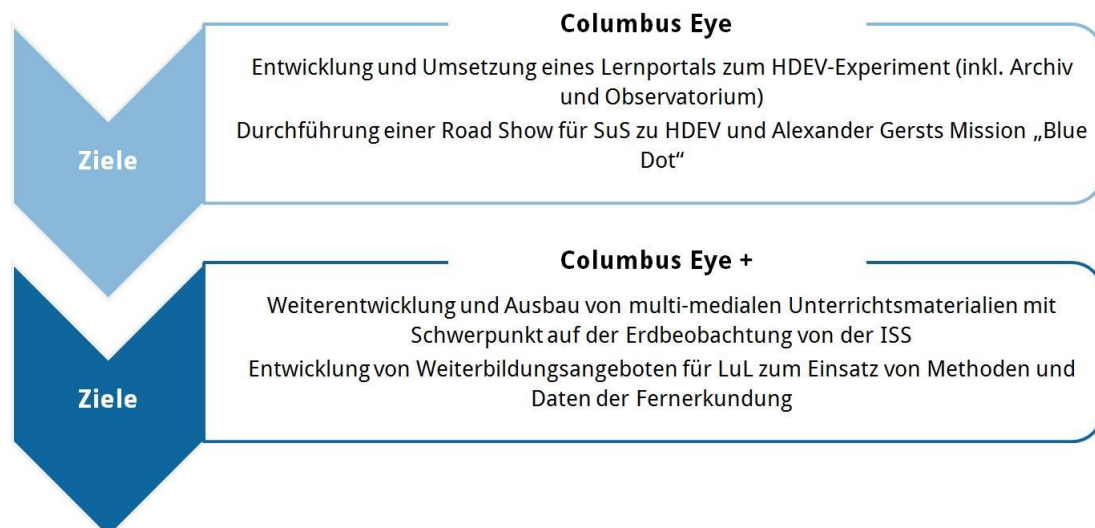 Columbus Eye
Entwicklung und Umsetzung eines Lernportals zum HDEV-Experiment (inkl. Archiv
und Observatorium)
Durchführung einer Road Show für SuS zu HDEV und Alexander Gersts Mission „Blue
Dot“
Ziele
Columbus Eye +
Weiterentwicklung und Ausbau von multi-medialen Unterrichtsmaterialien mit
Schwerpunkt auf der Erdbeobachtung von der ISS
Entwicklung von Weiterbildungsangeboten für LuL zum Einsatz von Methoden und
Daten der Fernerkundung
Ziele